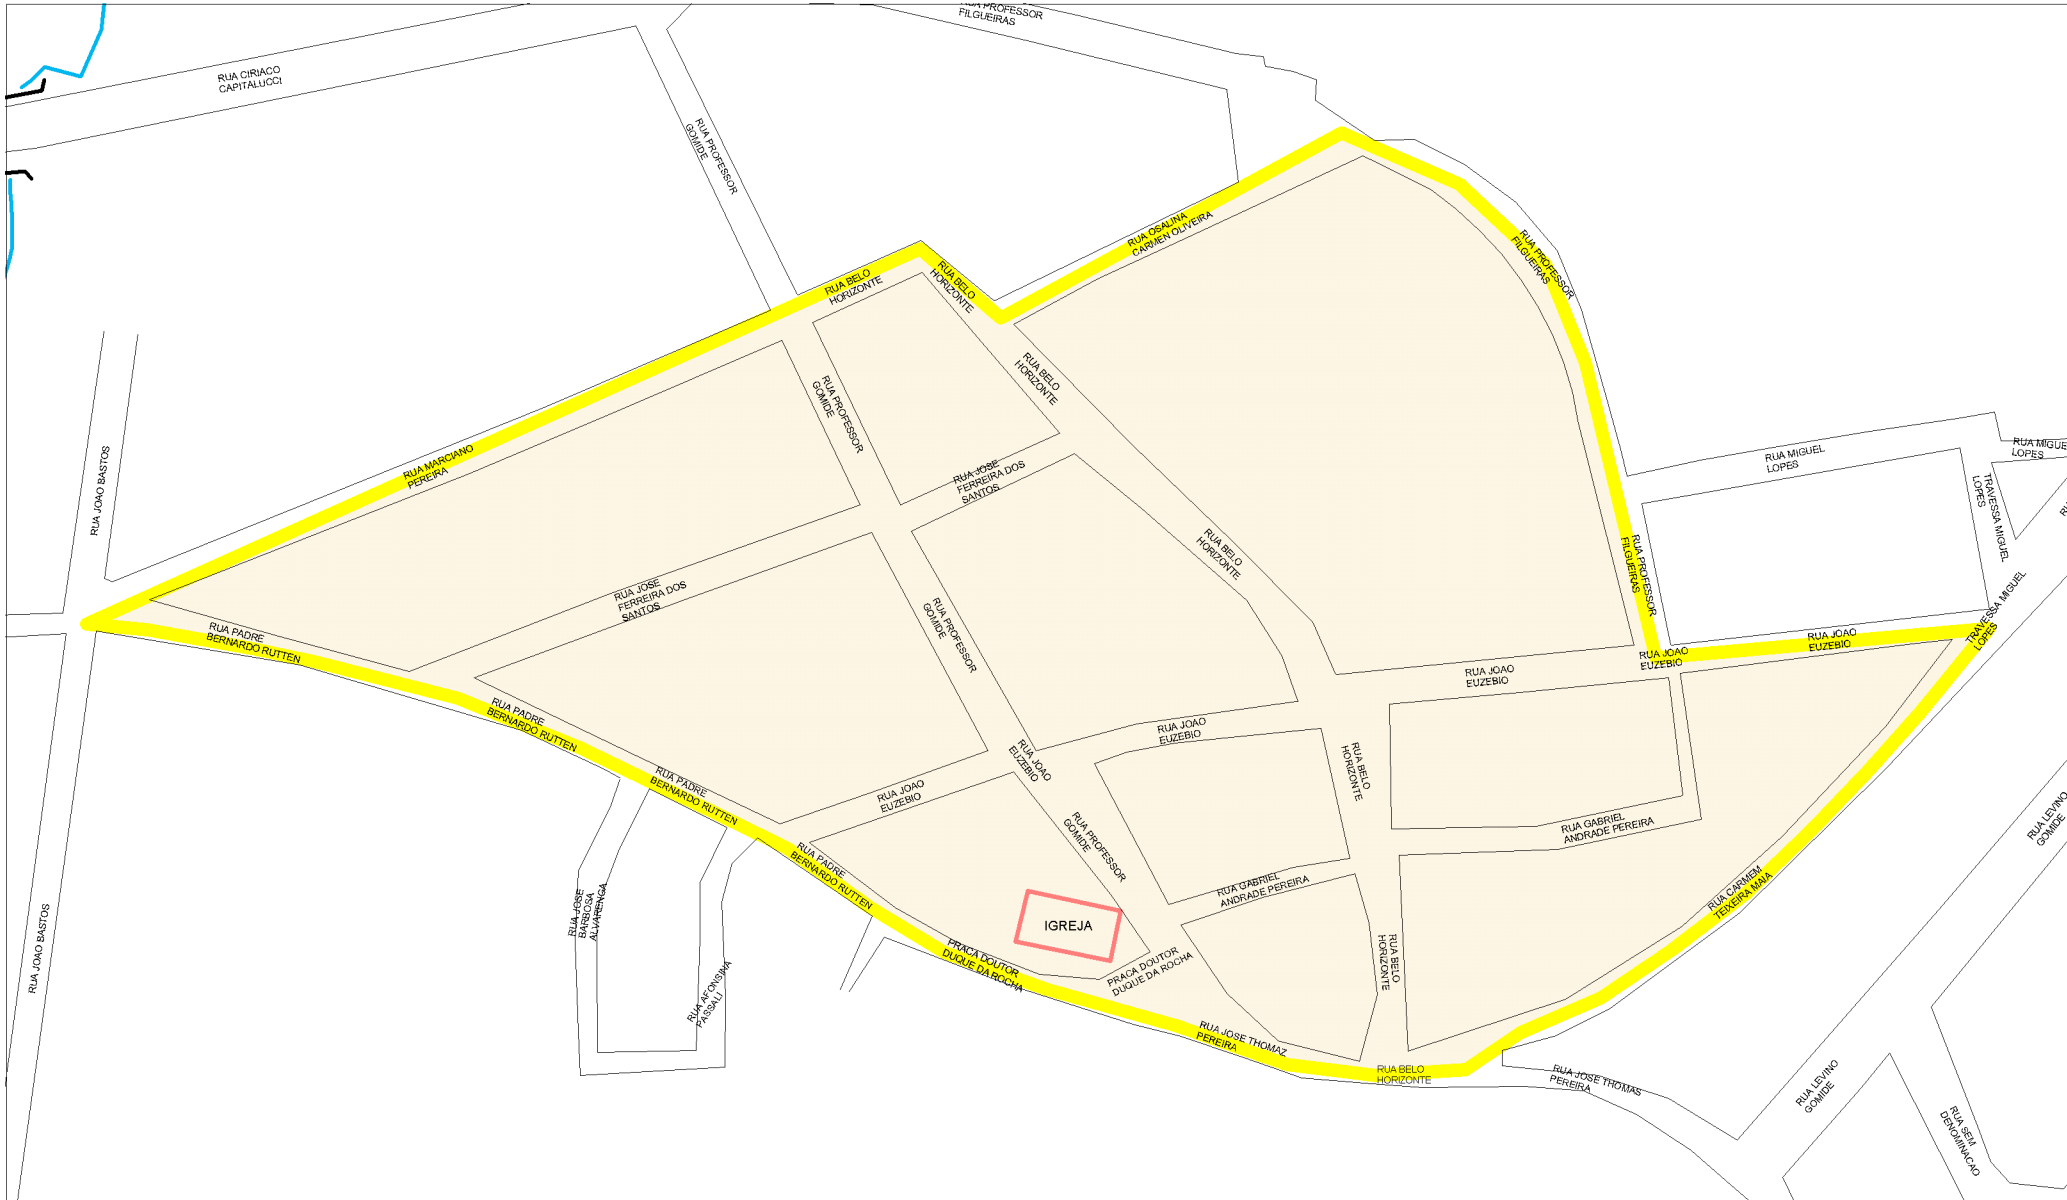 RUA PROFESSOR
FILGUEIRAS
RUA CIRIACO
CAPITALUCCI
RUA PROFESSOR
GOMIDE
RUA OSALINA
CARMEN OLIVEIRA
RUA PROFESSOR
FILGUEIRAS
RUA BELO
HORIZONTE
RUA BELO
HORIZONTE
RUA BELO
HORIZONTE
RUA PROFESSOR
GOMIDE
RUA MARCIANO
PEREIRA
RUA JOAO BASTOS
RUA JOSE
FERREIRA DOS
SANTOS
RUA MIGUEL
LOPES
RUA MIGUE
LOPES
TRAVESSA MIGUEL
LOPES
RU
RUA BELO
HORIZONTE
RUA PROFESSOR
FILGUEIRAS
RUA JOSE
FERREIRA DOS
SANTOS
RUA PROFESSOR
GOMIDE
TRAVESSA MIGUEL
LOPES
RUA PADRE
BERNARDO RUTTEN
RUA JOAO
EUZEBIO
RUA JOAO
EUZEBIO
RUA JOAO
EUZEBIO
RUA PADRE
BERNARDO RUTTEN
RUA JOAO
EUZEBIO
RUA JOAO
EUZEBIO
RUA BELO
HORIZONTE
RUA PADRE
BERNARDO RUTTEN
RUA JOAO
EUZEBIO
RUA PROFESSOR
GOMIDE
RUA GABRIEL
ANDRADE PEREIRA
RUA LEVINO
GOMIDE
RUA PADRE
BERNARDO RUTTEN
RUA GABRIEL
ANDRADE PEREIRA
RUA CARMEM
TEIXEIRA MAIA
RUA JOSE
BARBOSA
ALVARENGA
IGREJA
RUA JOAO BASTOS
PRACA DOUTOR
DUQUE DA ROCHA
PRACA DOUTOR
DUQUE DA ROCHA
RUA BELO
HORIZONTE
RUA AFONSINA
PASSALI
RUA JOSE THOMAZ
PEREIRA
RUA BELO
HORIZONTE
RUA JOSE THOMAS
PEREIRA
RUA LEVINO
GOMIDE
RUA SEM
DENOMINACAO